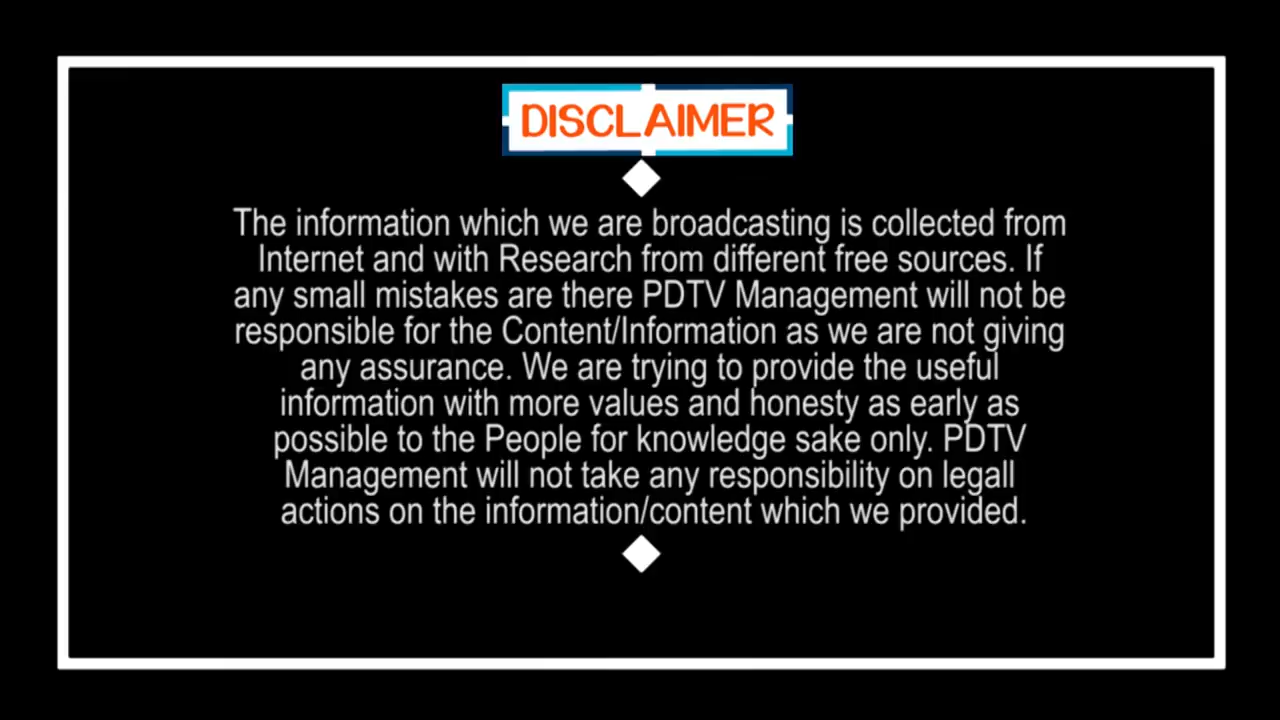 DISCLAIMER
The information which we are broadcasting is collected from
Internet and with Research from different free sources. If
any small mistakes are there PDTV Management will not be
responsible for the Content/Information as we are not giving
any assurance. We are trying to provide the useful
information with more values and honesty as early as
possible to the People for knowledge sake only. PDTV
Management will not take any responsibility on legall
actions on the information/content which we provided.